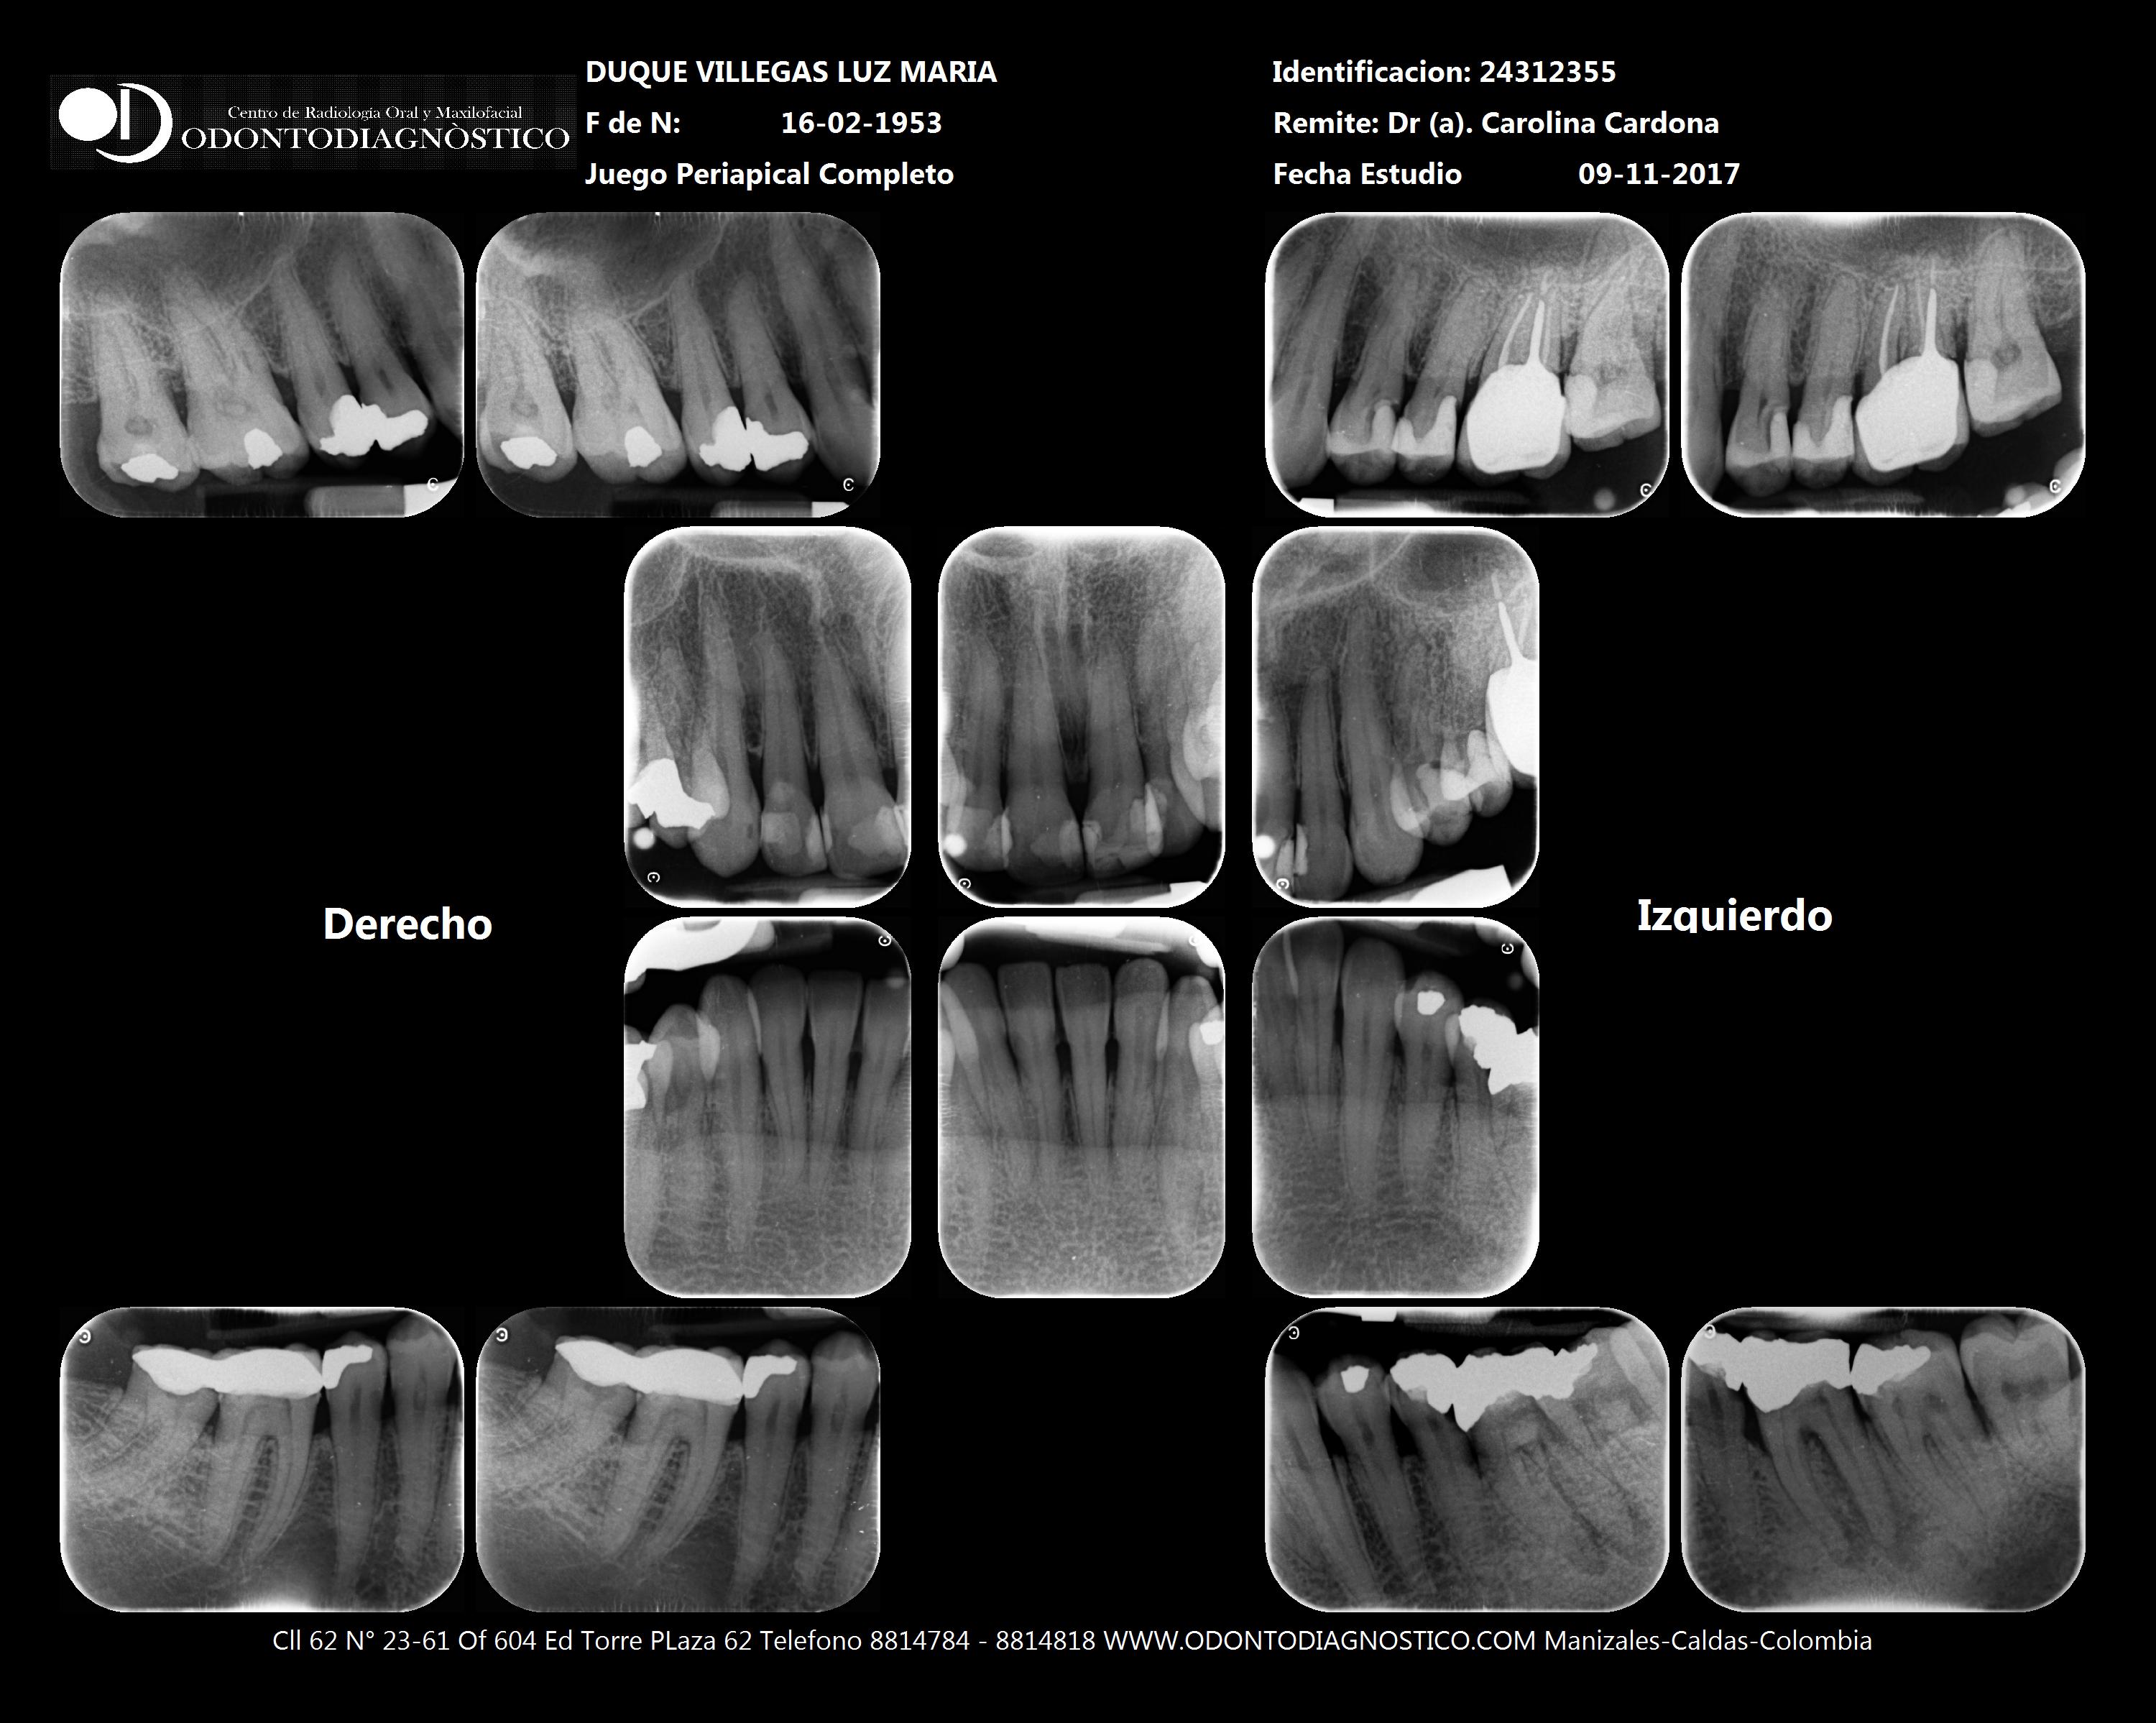 DUQUE VILLEGAS LUZ MARIA
Identificacion: 24312355
Centro de Radiología Oral y Maxilofacial
ODONTODIAGNÒSTICO
F de N: 16-02-1953
Remite: Dr (a). Carolina Cardona
Juego Periapical Completo
Fecha Estudio 09-11-2017
Derecho
Izquierdo
Cll 62 N° 23-61 Of 604 Ed Torre PLaza 62 Telefono 8814784 - 8814818 WWW.ODONTODIAGNOSTICO.COM Manizales-Caldas-Colombia